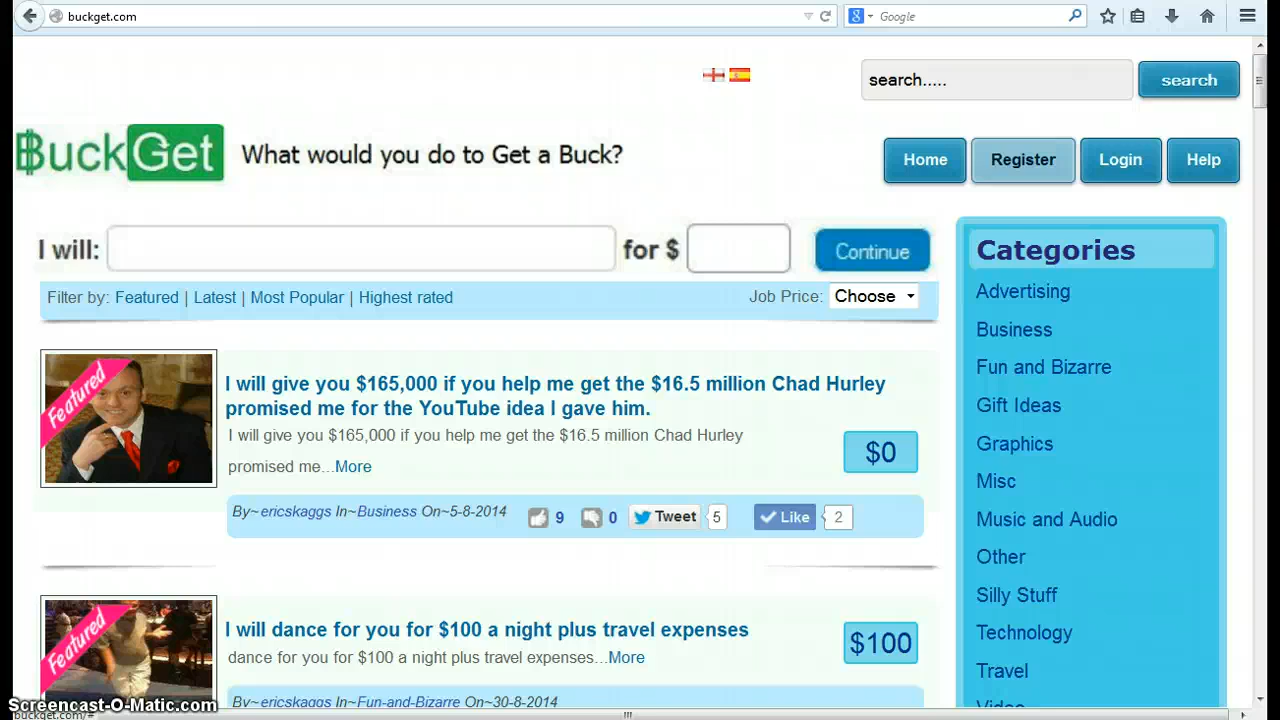 buckget.com
Google
search.....
search
BuckGet
What would you do to Get a Buck?
Home
Register
Login
Help
I will:
for $
Continue
Filter by: Featured | Latest | Most Popular | Highest rated
Job Price:
Choose
Featured
I will give you $165,000 if you help me get the $16.5 million Chad Hurley
promised me for the YouTube idea I gave him.
I will give you $165,000 if you help me get the $16.5 million Chad Hurley
promised me...More
$0
By~ericskaggs In~Business On~5-8-2014
9
0
Tweet
5
Like
2
Featured
I will dance for you for $100 a night plus travel expenses
dance for you for $100 a night plus travel expenses...More
$100
By~ericskaggs In~Fun-and-Bizarre On~30-8-2014
Categories
Advertising
Business
Fun and Bizarre
Gift Ideas
Graphics
Misc
Music and Audio
Other
Silly Stuff
Technology
Travel
Video
Screencast-O-Matic.com
buckget.com/#